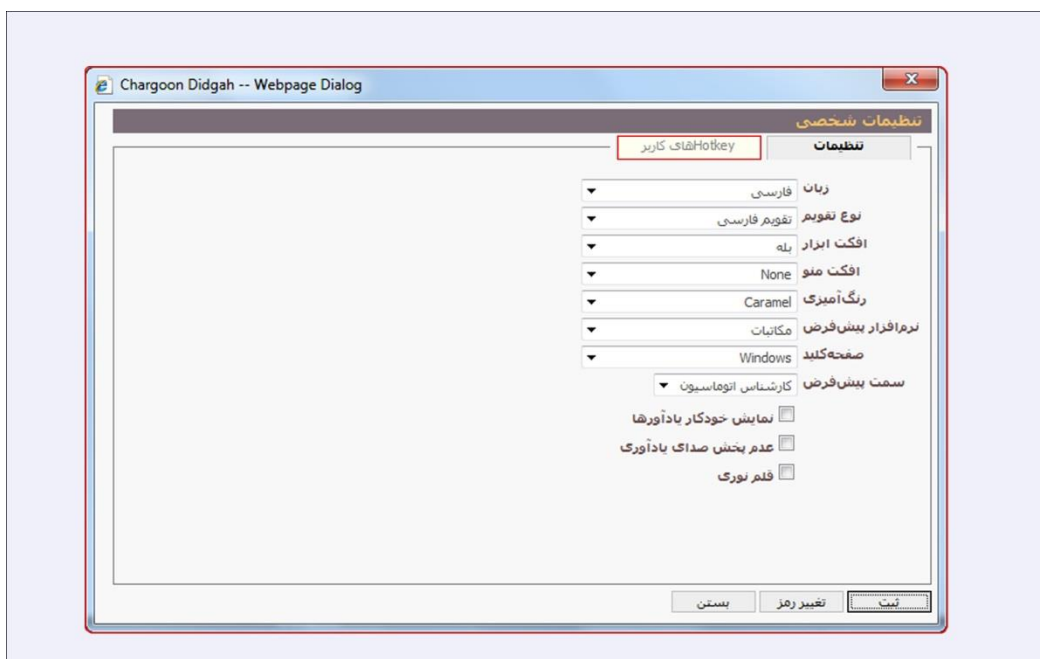 Chargoon Didgah -- Webpage Dialog
تنظیمات شخصی
تنظیمات
Hotkeyهای کاربر
زبان فارسی
نوع تقویم تقویم فارسی
افکت ابزار بله
افکت منو None
رنگ‌آمیزی Caramel
نرم‌افزار پیش‌فرض مکاتبات
صفحه‌کلید Windows
سمت پیش‌فرض کارشناس اتوماسیون
نمایش خودکار یادآورها
عدم پخش صدای یادآوری
قلم نوری
ثبت
تغییر رمز
بستن